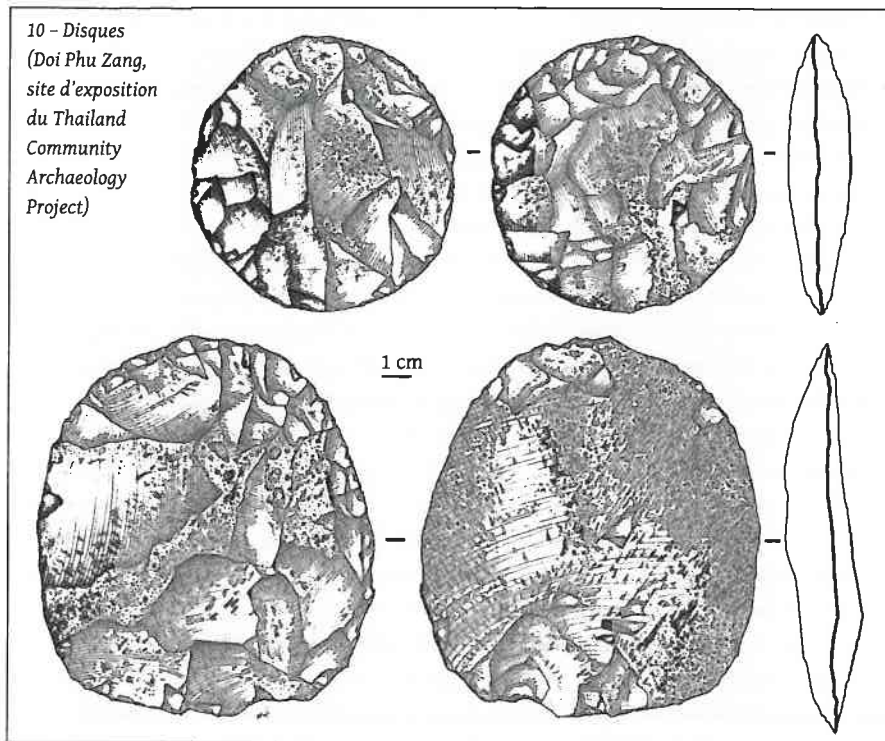 10 – Disques
(Doi Phu Zang,
site d'exposition
du Thailand
Community
Archaeology
Project)
1 cm